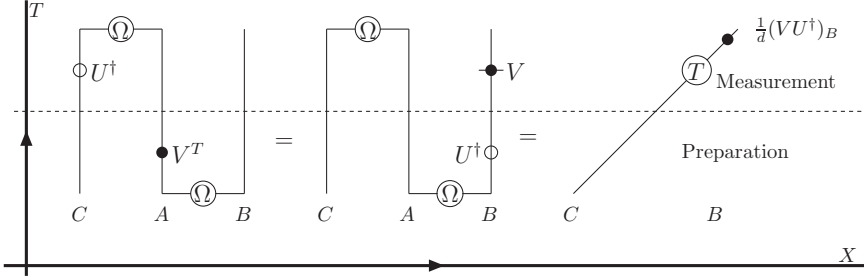 T
Ω Ω 1/d (VU†)_B
U† V T Measurement
= =
V^T U† Preparation
Ω Ω
C A B C A B C B
X